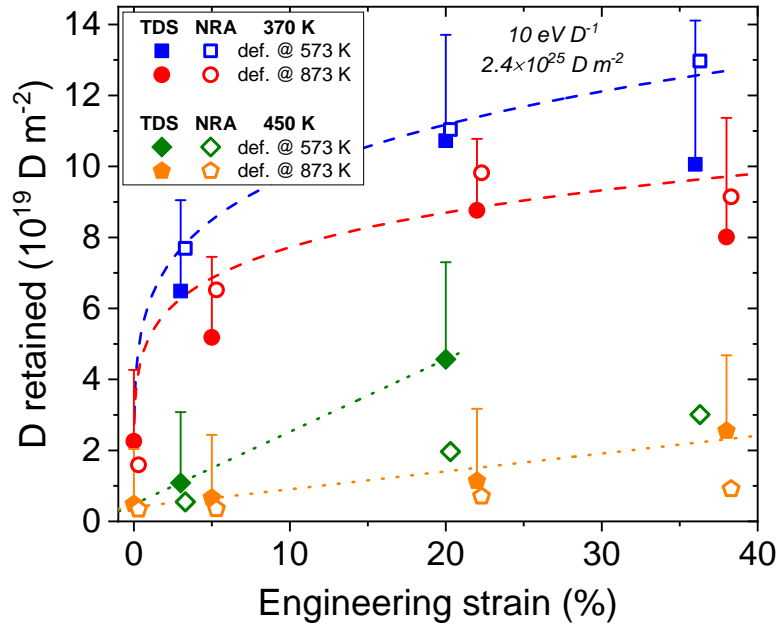 TDS NRA 370 K
def. @ 573 K
def. @ 873 K
TDS NRA 450 K
def. @ 573 K
def. @ 873 K
10 eV D⁻¹
2.4×10²⁵ D m⁻²
D retained (10¹⁹ D m⁻²)
14
12
10
8
6
4
2
0
0 10 20 30 40
Engineering strain (%)